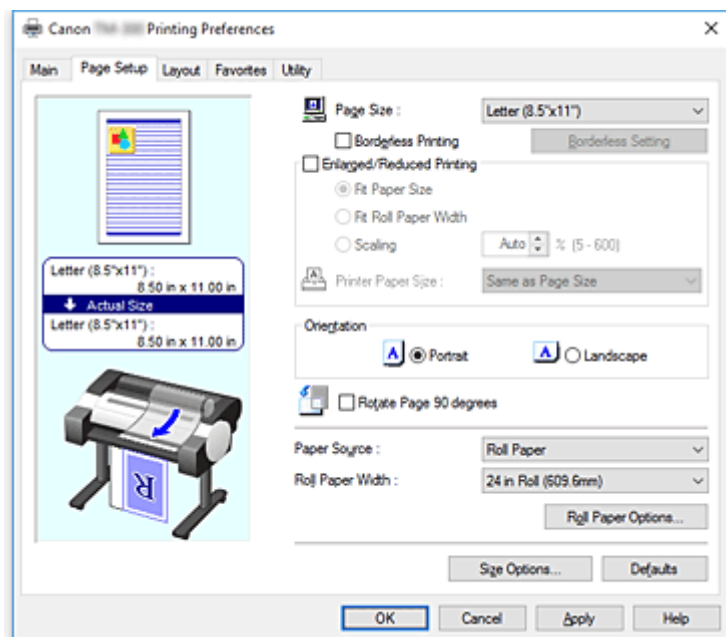 Canon Printing Preferences
Main Page Setup Layout Favorites Utility
Page Size : Letter (8.5"x11")
Borderless Printing Borderless Setting
Enlarged/Reduced Printing
Fit Paper Size
Fit Roll Paper Width
Scaling Auto % (5 - 600)
Printer Paper Size : Same as Page Size
Letter (8.5"x11") :
8.50 in x 11.00 in
Actual Size
Letter (8.5"x11") :
8.50 in x 11.00 in
Orientation
A Portrait A Landscape
Rotate Page 90 degrees
R
Paper Source : Roll Paper
Roll Paper Width : 24 in Roll (609.6mm)
Roll Paper Options...
Size Options... Defaults
OK Cancel Apply Help